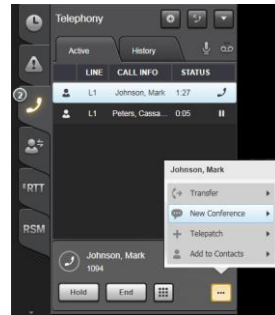 Telephony
Active History
LINE CALL INFO STATUS
L1 Johnson, Mark 1:27
2
L1 Peters, Cassa... 0:05
Johnson, Mark
Transfer
RTT
New Conference
Telepatch
RSM
Add to Contacts
Johnson, Mark
1094
Hold End ...